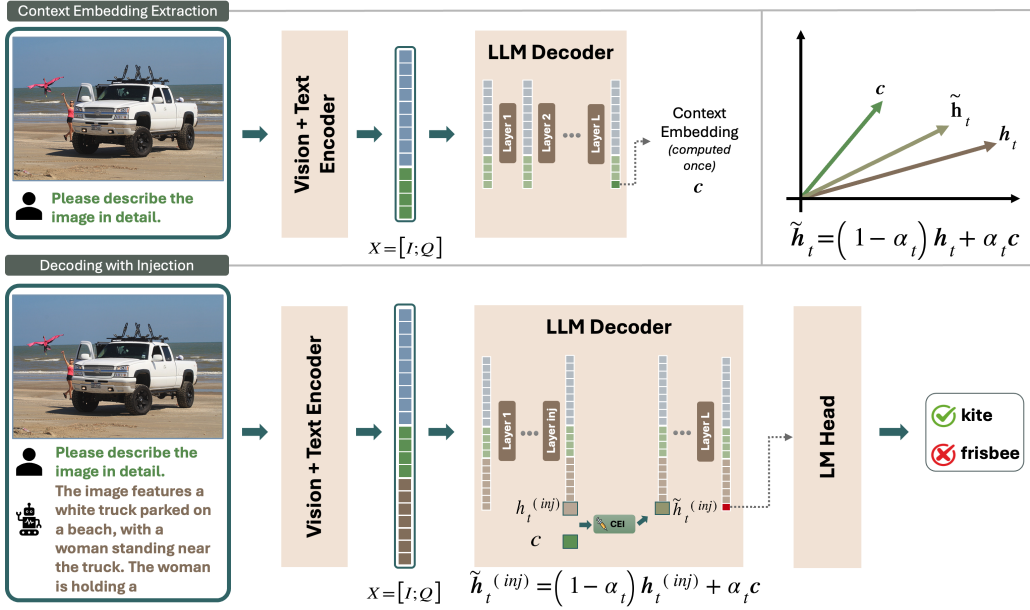 Context Embedding Extraction
Please describe the
image in detail.
Vision + Text
Encoder
X=[I;Q]
LLM Decoder
Layer 1
Layer 2
Layer L
Context
Embedding
(computed
once)
c
c
h̃ₜ
hₜ
h̃ₜ=(1−αₜ)hₜ+αₜc
Decoding with Injection
Please describe the
image in detail.
The image features a
white truck parked on
a beach, with a
woman standing near
the truck. The woman
is holding a
Vision + Text Encoder
X=[I;Q]
LLM Decoder
Layer 1
Layer inj
Layer L
hₜ⁽ⁱⁿʲ⁾
CEI
h̃ₜ⁽ⁱⁿʲ⁾
c
h̃ₜ⁽ⁱⁿʲ⁾=(1−αₜ)hₜ⁽ⁱⁿʲ⁾+αₜc
LM Head
kite
frisbee